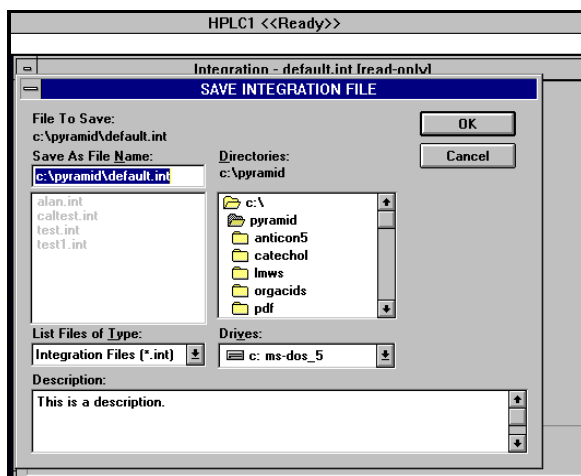 HPLC1 <<Ready>>
Integration - default.int [read-only]
SAVE INTEGRATION FILE
File To Save:
c:\pyramid\default.int
Save As File Name:
c:\pyramid\default.int
alan.int
caltest.int
test.int
test1.int
Directories:
c:\pyramid
c:\
pyramid
anticon5
catechol
lmws
orgacids
pdf
OK
Cancel
List Files of Type:
Integration Files (*.int)
Drives:
c: ms-dos_5
Description:
This is a description.